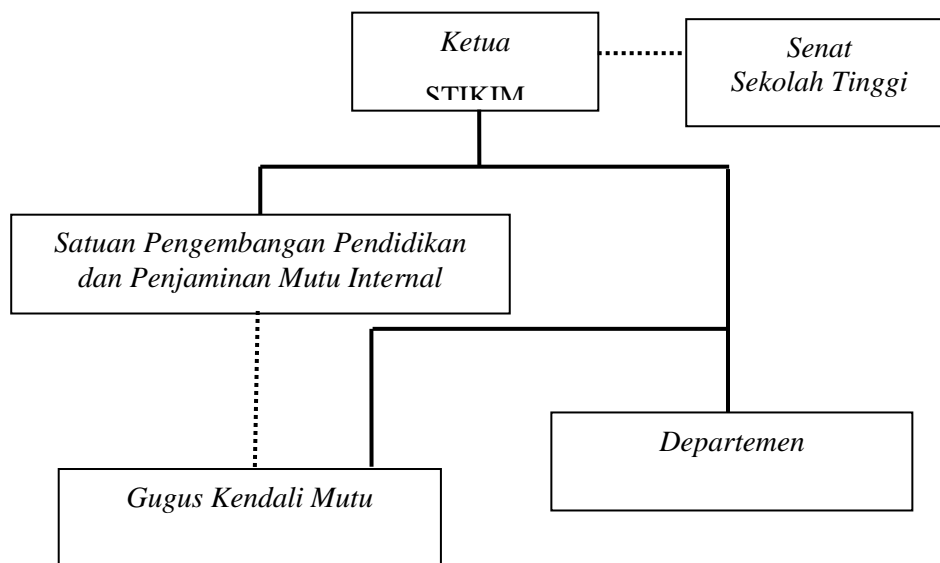 Ketua
STIKIM
Senat
Sekolah Tinggi
Satuan Pengembangan Pendidikan
dan Penjaminan Mutu Internal
Departemen
Gugus Kendali Mutu